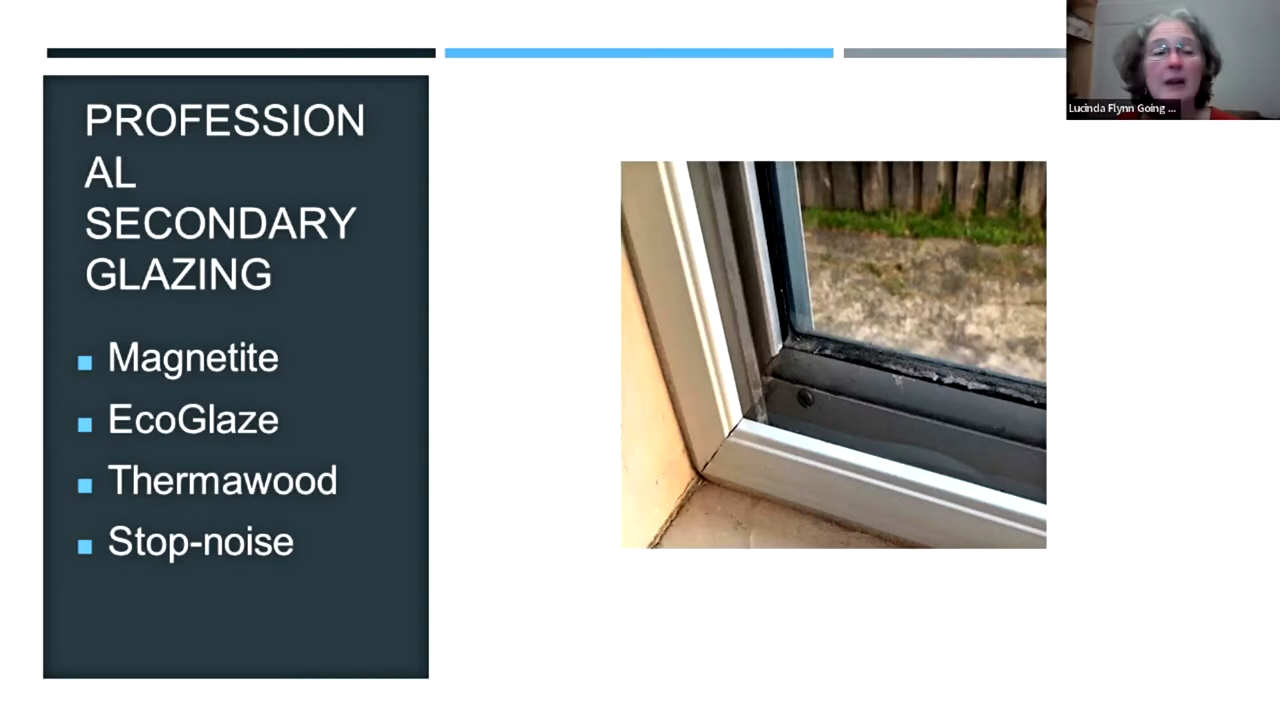 PROFESSION
AL
SECONDARY
GLAZING
Magnetite
EcoGlaze
Thermawood
Stop-noise
Lucinda Flynn Going ...